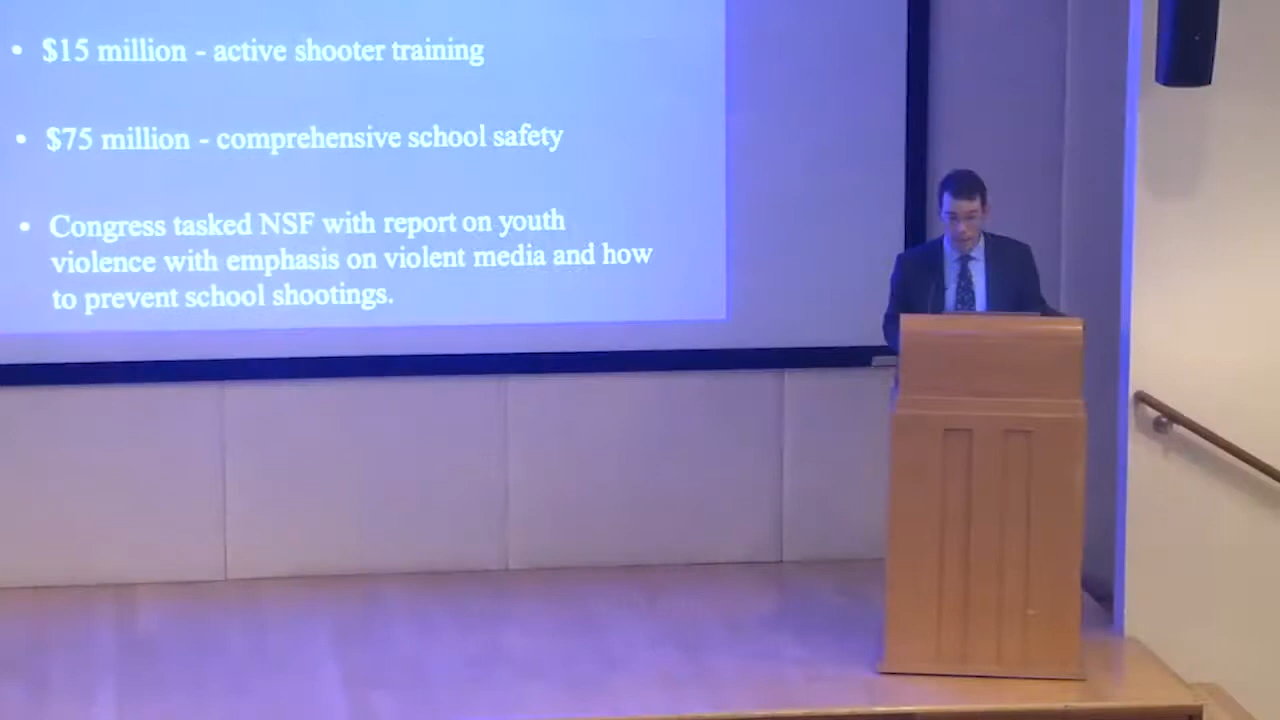 • $15 million - active shooter training
• $75 million - comprehensive school safety
• Congress tasked NSF with report on youth
violence with emphasis on violent media and how
to prevent school shootings.